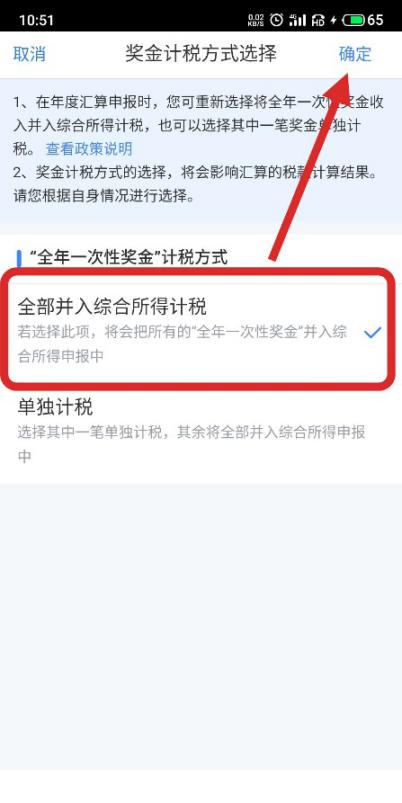 10:51
0.02 KB/S 4G HD 65
取消 奖金计税方式选择 确定
1、在年度汇算申报时，您可重新选择将全年一次性奖金收
入并入综合所得计税，也可以选择其中一笔奖金单独计
税。 查看政策说明
2、奖金计税方式的选择，将会影响汇算的税款计算结果。
请您根据自身情况进行选择。
“全年一次性奖金”计税方式
全部并入综合所得计税
若选择此项，将会把所有的“全年一次性奖金”并入综
合所得申报中
单独计税
选择其中一笔单独计税，其余将全部并入综合所得申报
中